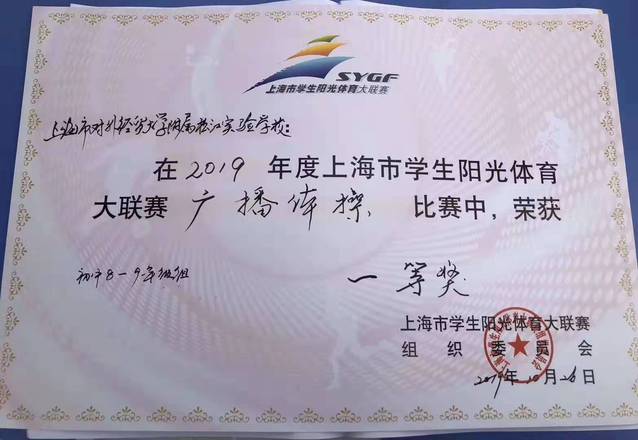 SYGF
上海市学生阳光体育大联赛
上海市对外经贸大学附属松江实验学校:
在2019年度上海市学生阳光体育
大联赛 广播体操 比赛中,荣获
初中8-9年级组
一等奖
上海市学生阳光体育大联赛
组织委员会
2019年10月26日